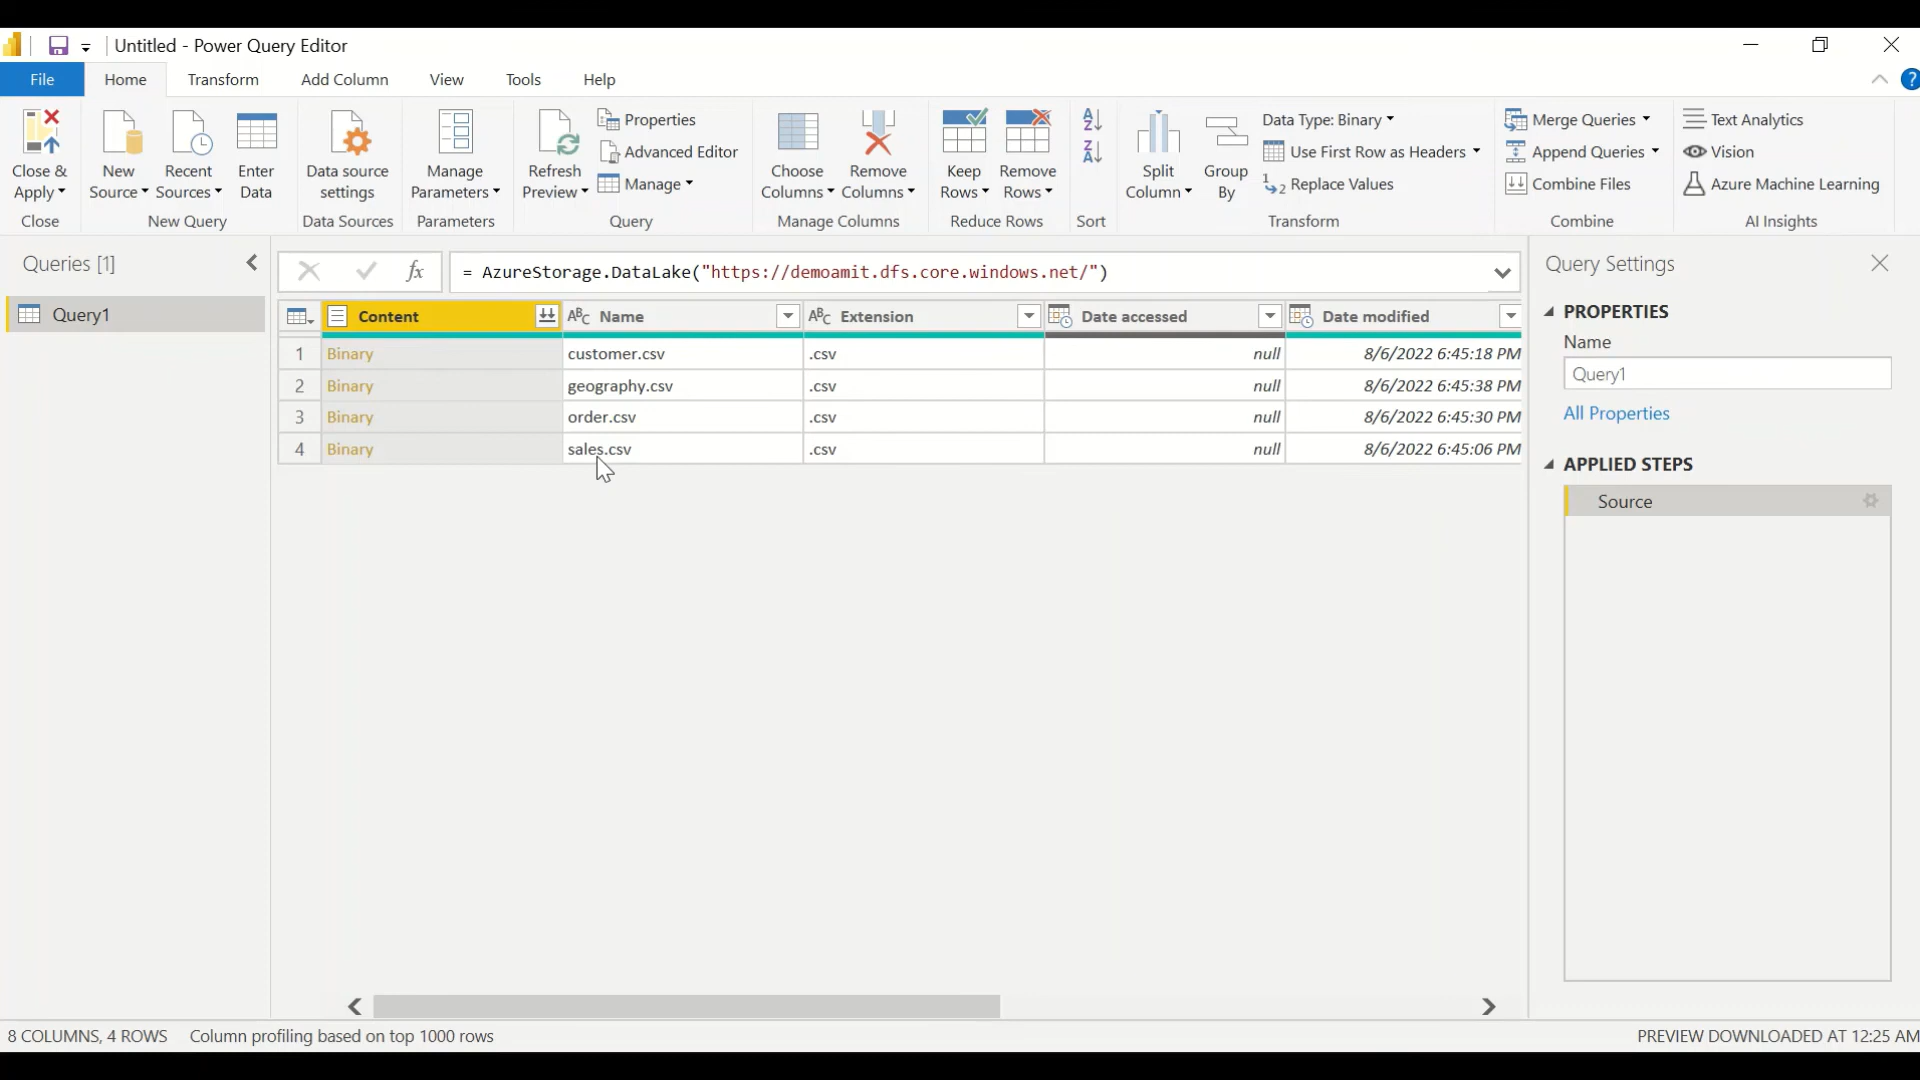 Untitled - Power Query Editor
File Home Transform Add Column View Tools Help
Close & Apply
New Source
Recent Sources
Enter Data
Data source settings
Manage Parameters
Refresh Preview
Properties
Advanced Editor
Manage
Choose Columns
Remove Columns
Keep Rows
Remove Rows
Split Column
Group By
Data Type: Binary
Use First Row as Headers
Replace Values
Merge Queries
Append Queries
Combine Files
Text Analytics
Vision
Azure Machine Learning
Close New Query Data Sources Parameters Query Manage Columns Reduce Rows Sort Transform Combine AI Insights
Queries [1]
Query1
fx = AzureStorage.DataLake("https://demoamit.dfs.core.windows.net/")
Content Name Extension Date accessed Date modified
1 Binary customer.csv .csv null 8/6/2022 6:45:18 PM
2 Binary geography.csv .csv null 8/6/2022 6:45:38 PM
3 Binary order.csv .csv null 8/6/2022 6:45:30 PM
4 Binary sales.csv .csv null 8/6/2022 6:45:06 PM
Query Settings
PROPERTIES
Name
Query1
All Properties
APPLIED STEPS
Source
8 COLUMNS, 4 ROWS Column profiling based on top 1000 rows
PREVIEW DOWNLOADED AT 12:25 AM